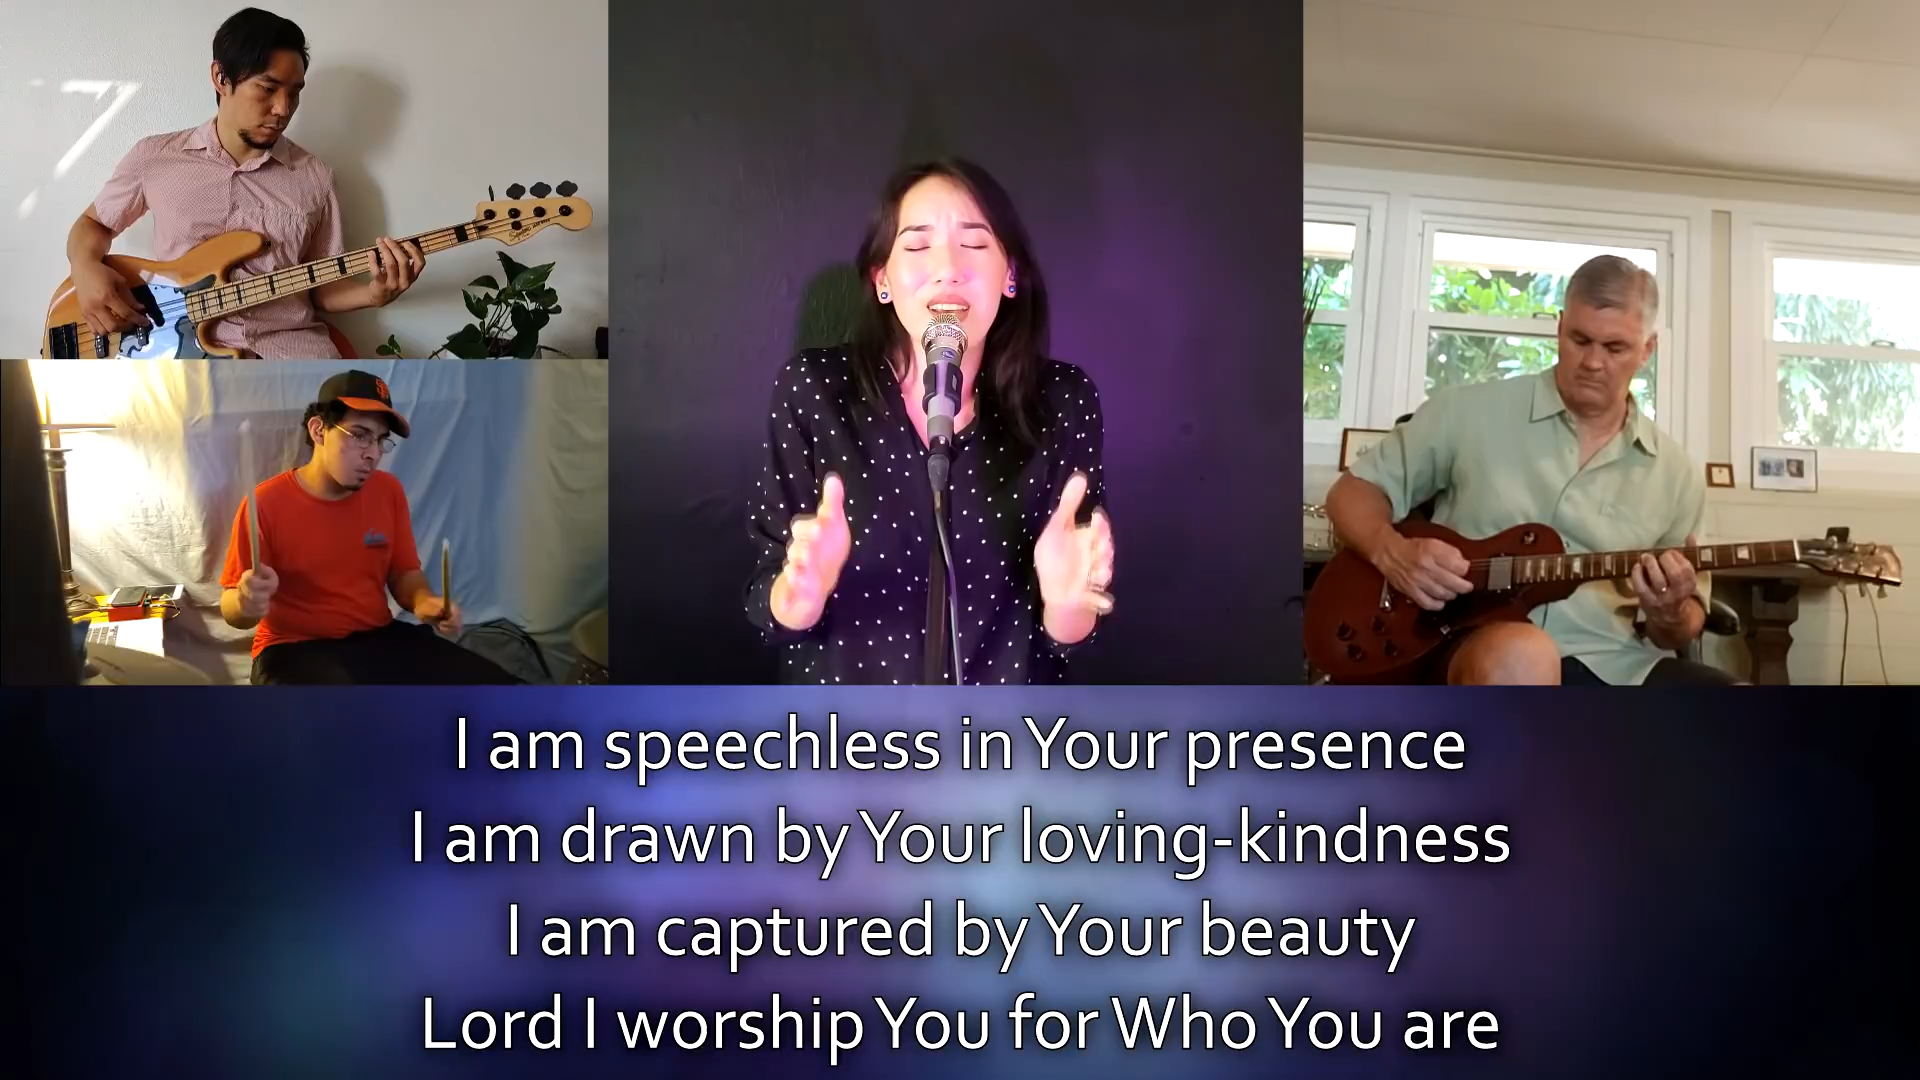 I am speechless in Your presence
I am drawn by Your loving-kindness
I am captured by Your beauty
Lord I worship You for Who You are